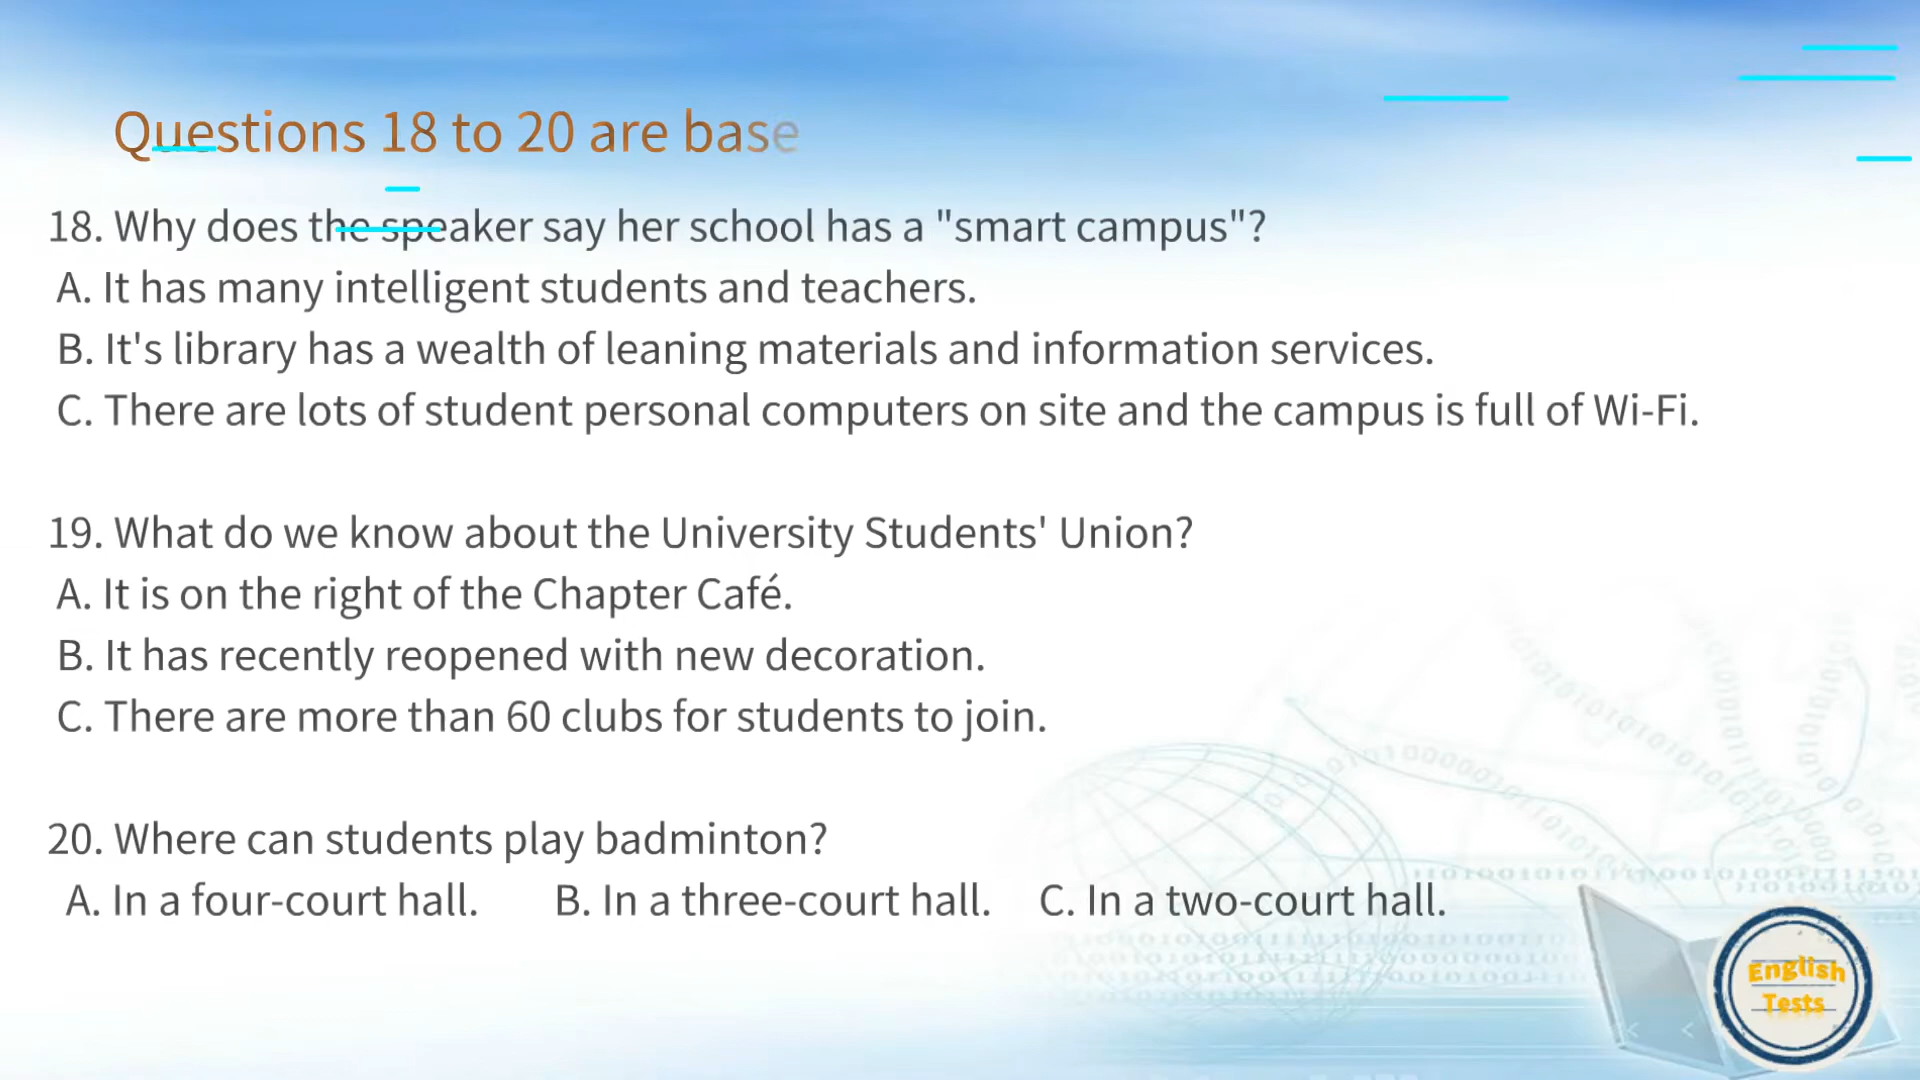 Questions 18 to 20 are base
18. Why does the speaker say her school has a "smart campus"?
A. It has many intelligent students and teachers.
B. It's library has a wealth of leaning materials and information services.
C. There are lots of student personal computers on site and the campus is full of Wi-Fi.
19. What do we know about the University Students' Union?
A. It is on the right of the Chapter Café.
B. It has recently reopened with new decoration.
C. There are more than 60 clubs for students to join.
20. Where can students play badminton?
A. In a four-court hall. B. In a three-court hall. C. In a two-court hall.
English
Tests